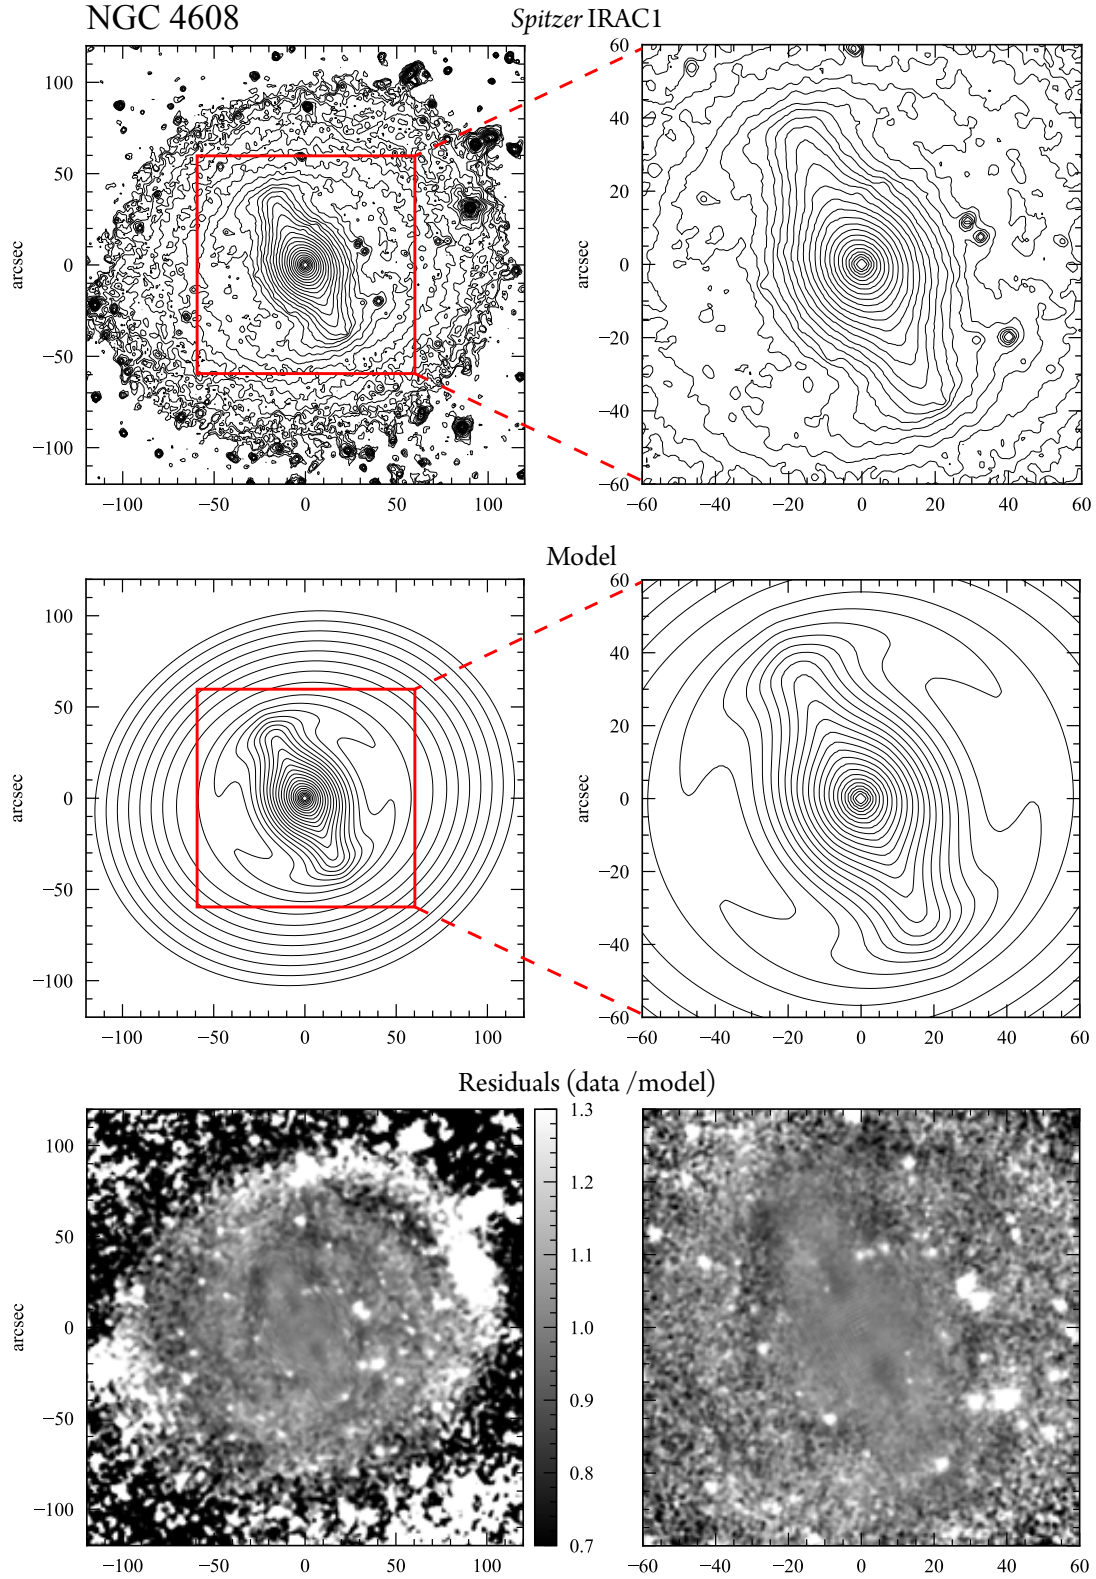 NGC 4608
Spitzer IRAC1
100
50
0
−50
−100
arcsec
−100 −50 0 50 100
60
40
20
0
−20
−40
−60
arcsec
−60 −40 −20 0 20 40 60
Model
100
50
0
−50
−100
arcsec
−100 −50 0 50 100
60
40
20
0
−20
−40
−60
arcsec
−60 −40 −20 0 20 40 60
Residuals (data /model)
100
50
0
−50
−100
arcsec
−100 −50 0 50 100
1.3
1.2
1.1
1.0
0.9
0.8
0.7
−60 −40 −20 0 20 40 60